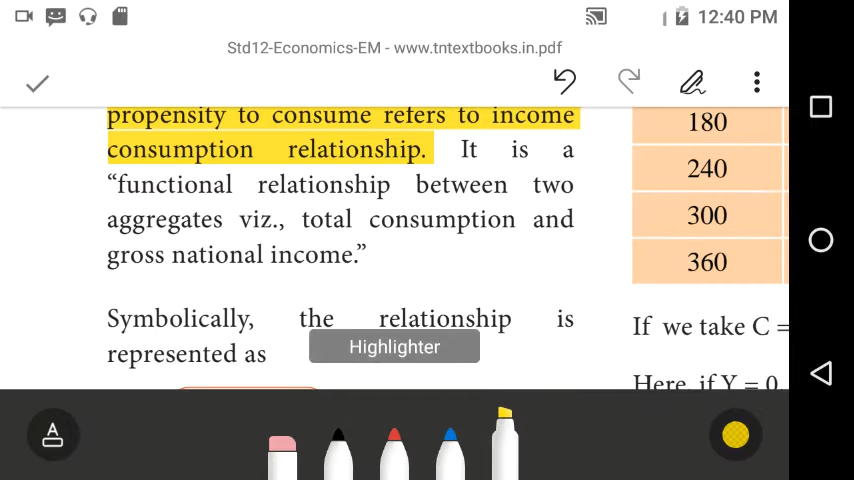 12:40 PM
Std12-Economics-EM - www.tntextbooks.in.pdf
propensity to consume refers to income
consumption relationship. It is a
“functional relationship between two
aggregates viz., total consumption and
gross national income.”
Symbolically, the relationship is
represented as
180
240
300
360
If we take C =
Here, if Y = 0
Highlighter
A